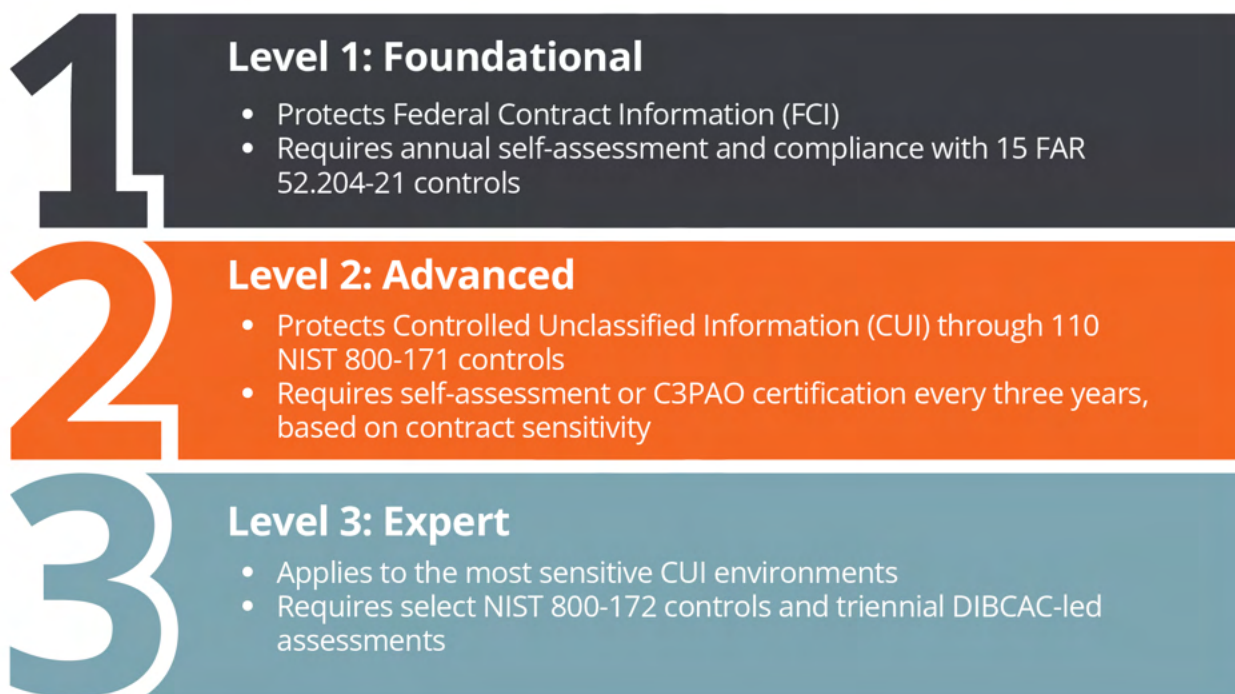 1
Level 1: Foundational
• Protects Federal Contract Information (FCI)
• Requires annual self-assessment and compliance with 15 FAR
52.204-21 controls
2
Level 2: Advanced
• Protects Controlled Unclassified Information (CUI) through 110
NIST 800-171 controls
• Requires self-assessment or C3PAO certification every three years,
based on contract sensitivity
3
Level 3: Expert
• Applies to the most sensitive CUI environments
• Requires select NIST 800-172 controls and triennial DIBCAC-led
assessments